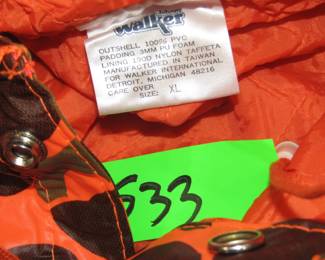 walker
OUTSHELL 100% PVC
PADDING 3MM PU FOAM
LINING 190D NYLON TAFFETA
MANUFACTURED IN TAIWAN
FOR WALKER INTERNATIONAL
DETROIT, MICHIGAN 48216
CARE OVER XL
533